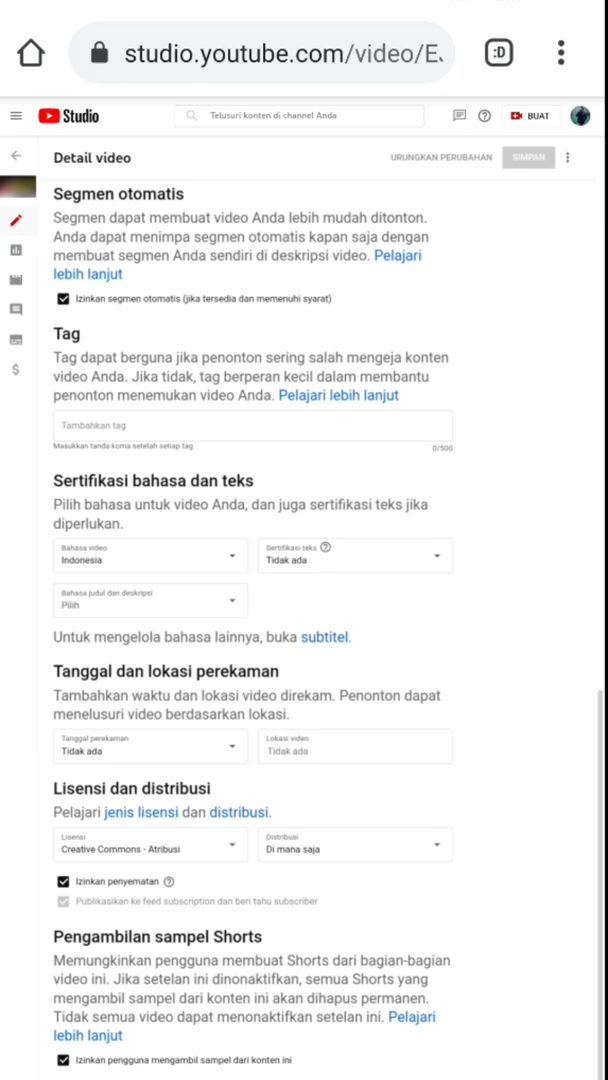 studio.youtube.com/video/E
:D
Studio
Telusuri konten di channel Anda
BUAT
Detail video
URUNGKAN PERUBAHAN
SIMPAN
Segmen otomatis
Segmen dapat membuat video Anda lebih mudah ditonton.
Anda dapat menimpa segmen otomatis kapan saja dengan
membuat segmen Anda sendiri di deskripsi video. Pelajari
lebih lanjut
Izinkan segmen otomatis (jika tersedia dan memenuhi syarat)
Tag
Tag dapat berguna jika penonton sering salah mengeja konten
video Anda. Jika tidak, tag berperan kecil dalam membantu
penonton menemukan video Anda. Pelajari lebih lanjut
Tambahkan tag
Masukkan tanda koma setelah setiap tag
0/500
Sertifikasi bahasa dan teks
Pilih bahasa untuk video Anda, dan juga sertifikasi teks jika
diperlukan.
Bahasa video
Indonesia
Sertifikasi teks
Tidak ada
Bahasa judul dan deskripsi
Pilih
Untuk mengelola bahasa lainnya, buka subtitel.
Tanggal dan lokasi perekaman
Tambahkan waktu dan lokasi video direkam. Penonton dapat
menelusuri video berdasarkan lokasi.
Tanggal perekaman
Tidak ada
Lokasi video
Tidak ada
Lisensi dan distribusi
Pelajari jenis lisensi dan distribusi.
Lisensi
Creative Commons - Atribusi
Distribusi
Di mana saja
Izinkan penyematan
Publikasikan ke feed subscription dan beri tahu subscriber
Pengambilan sampel Shorts
Memungkinkan pengguna membuat Shorts dari bagian-bagian
video ini. Jika setelan ini dinonaktifkan, semua Shorts yang
mengambil sampel dari konten ini akan dihapus permanen.
Tidak semua video dapat menonaktifkan setelan ini. Pelajari
lebih lanjut
Izinkan pengguna mengambil sampel dari konten ini